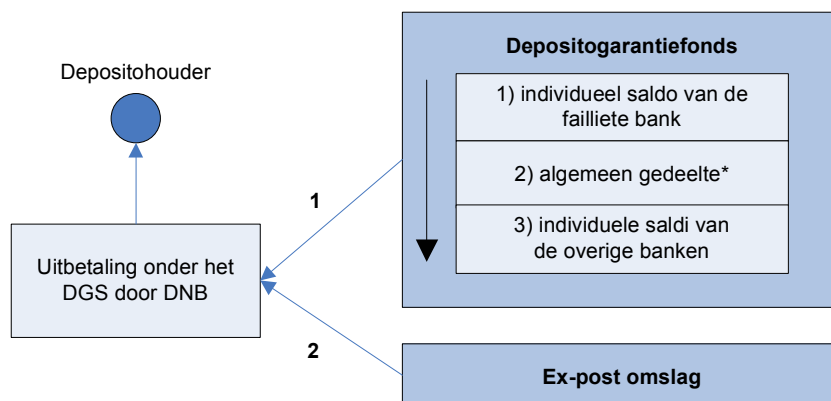 Depositohouder
Depositogarantiefonds
1) individueel saldo van de
failliete bank
2) algemeen gedeelte*
3) individuele saldi van
de overige banken
1
Uitbetaling onder het
DGS door DNB
2
Ex-post omslag